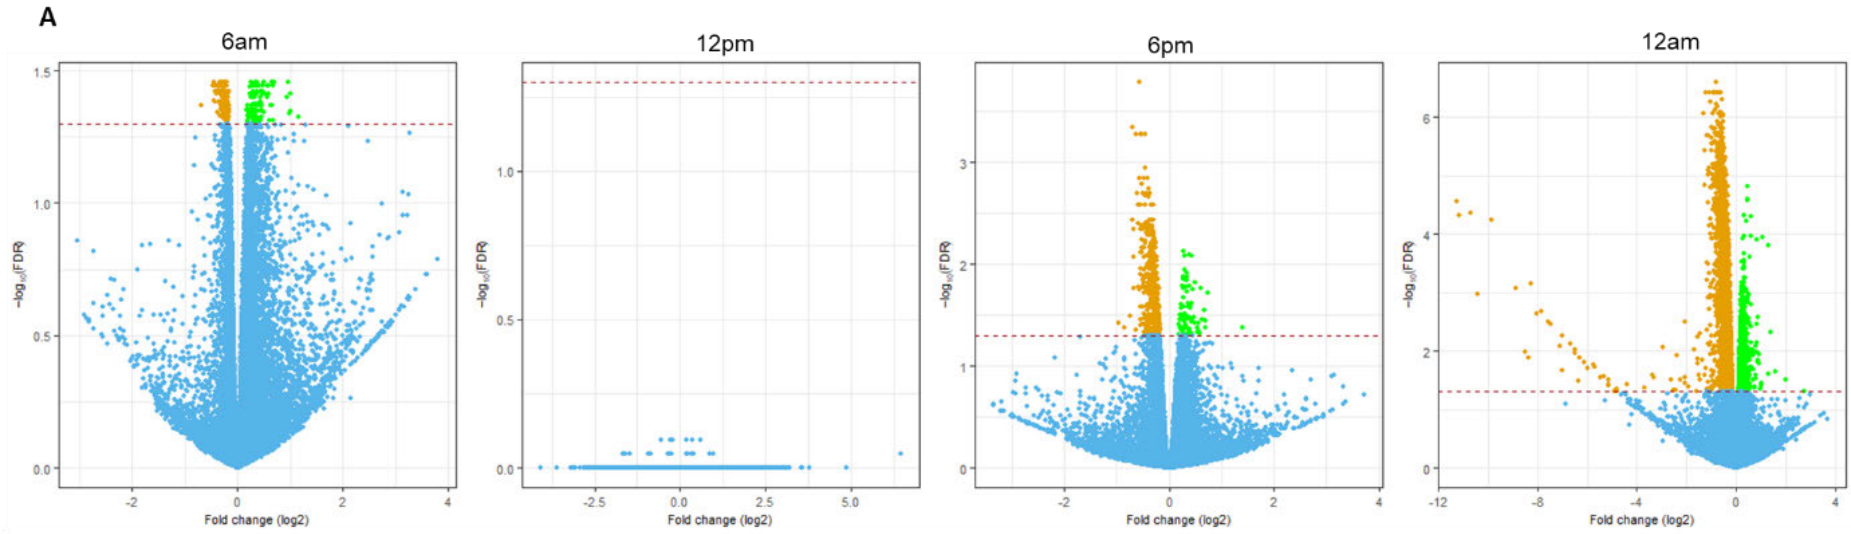 A
6am
12pm
6pm
12am
1.5
1.0
0.5
0.0
-log₁₀(FDR)
-2
0
2
4
Fold change (log2)
1.0
0.5
0.0
-log₁₀(FDR)
-2.5
0.0
2.5
5.0
Fold change (log2)
3
2
1
0
-log₁₀(FDR)
-2
0
2
4
Fold change (log2)
6
4
2
0
-log₁₀(FDR)
-12
-8
-4
0
4
Fold change (log2)